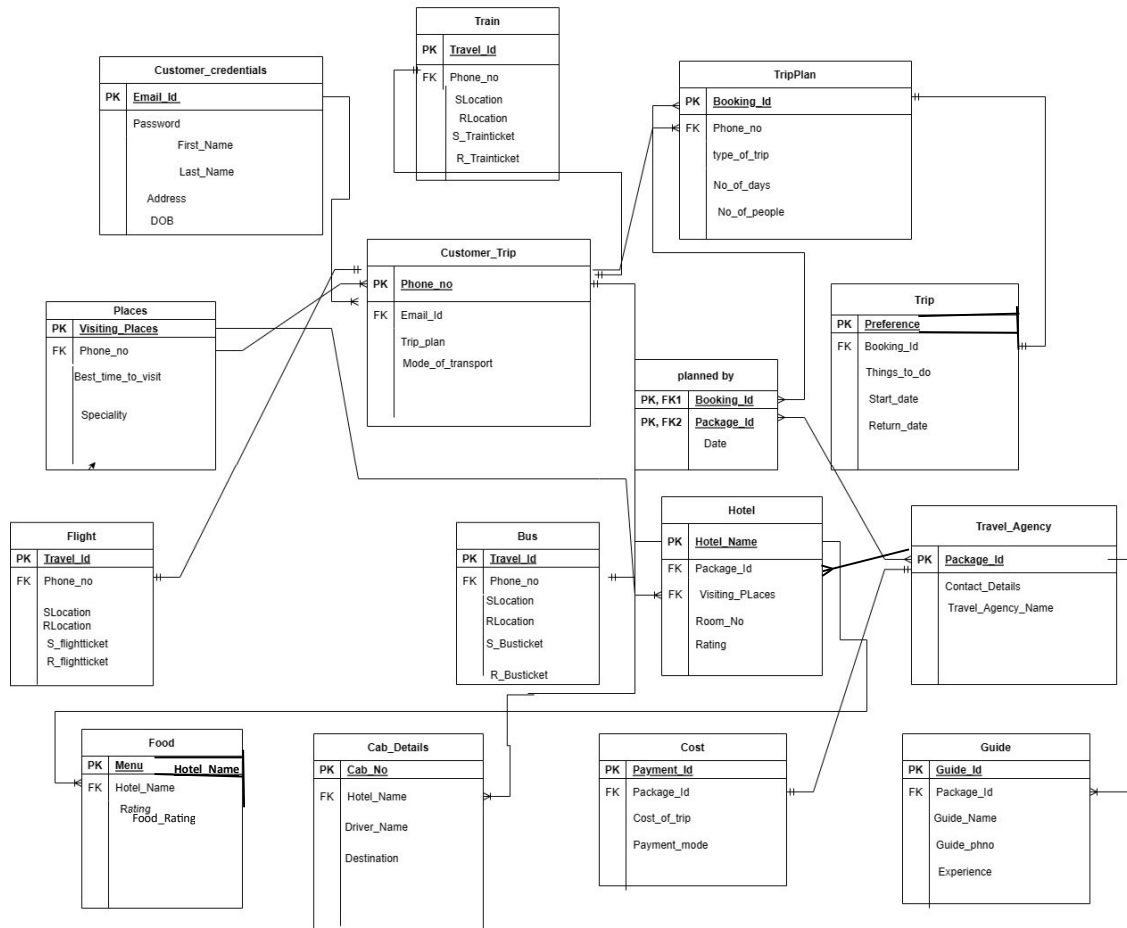 Train
PK Travel_Id
FK Phone_no
SLocation
RLocation
S_Trainticket
R_Trainticket
Customer_credentials
PK Email_Id
Password
First_Name
Last_Name
Address
DOB
TripPlan
PK Booking_Id
FK Phone_no
type_of_trip
No_of_days
No_of_people
Customer_Trip
PK Phone_no
FK Email_Id
Trip_plan
Mode_of_transport
Places
PK Visiting_Places
FK Phone_no
Best_time_to_visit
Speciality
Trip
PK Preference
FK Booking_Id
Things_to_do
Start_date
Return_date
planned by
PK, FK1 Booking_Id
PK, FK2 Package_Id
Date
Flight
PK Travel_Id
FK Phone_no
SLocation
RLocation
S_flightticket
R_flightticket
Bus
PK Travel_Id
FK Phone_no
SLocation
RLocation
S_Busticket
R_Busticket
Hotel
PK Hotel_Name
FK Package_Id
FK Visiting_PLaces
Room_No
Rating
Travel_Agency
PK Package_Id
Contact_Details
Travel_Agency_Name
Food
PK Menu Hotel_Name
FK Hotel_Name
Rating
Food_Rating
Cab_Details
PK Cab_No
FK Hotel_Name
Driver_Name
Destination
Cost
PK Payment_Id
FK Package_Id
Cost_of_trip
Payment_mode
Guide
PK Guide_Id
FK Package_Id
Guide_Name
Guide_phno
Experience